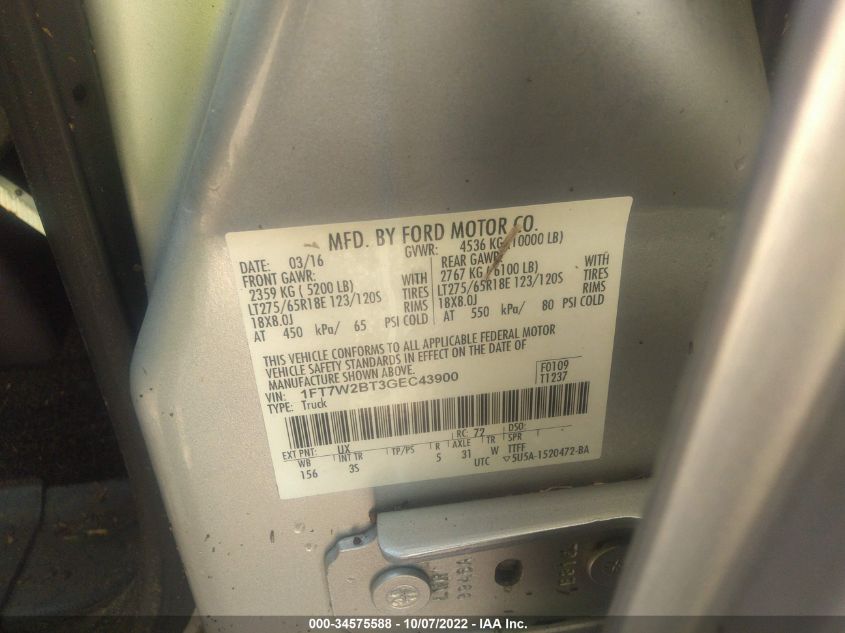 MFD. BY FORD MOTOR CO.
DATE: 03/16 GVWR: 4536 KG (10000 LB)
FRONT GAWR: REAR GAWR:
2359 KG ( 5200 LB) WITH 2767 KG ( 6100 LB) WITH
LT275/65R18E 123/120S TIRES LT275/65R18E 123/120S TIRES
18X8.0J RIMS 18X8.0J RIMS
AT 450 kPa/ 65 PSI COLD AT 550 kPa/ 80 PSI COLD
THIS VEHICLE CONFORMS TO ALL APPLICABLE FEDERAL MOTOR
VEHICLE SAFETY STANDARDS IN EFFECT ON THE DATE OF
MANUFACTURE SHOWN ABOVE.
VIN: 1FT7W2BT3GEC43900 F0109
TYPE: Truck T1237
EXT PNT: UX RC: 77 DSO:
WB INT TR TP/PS R AXLE TR SPR
156 3S 5 31 W TTFF
UTC ▽5U5A-1520472-BA
000-34575588 - 10/07/2022 - IAA Inc.